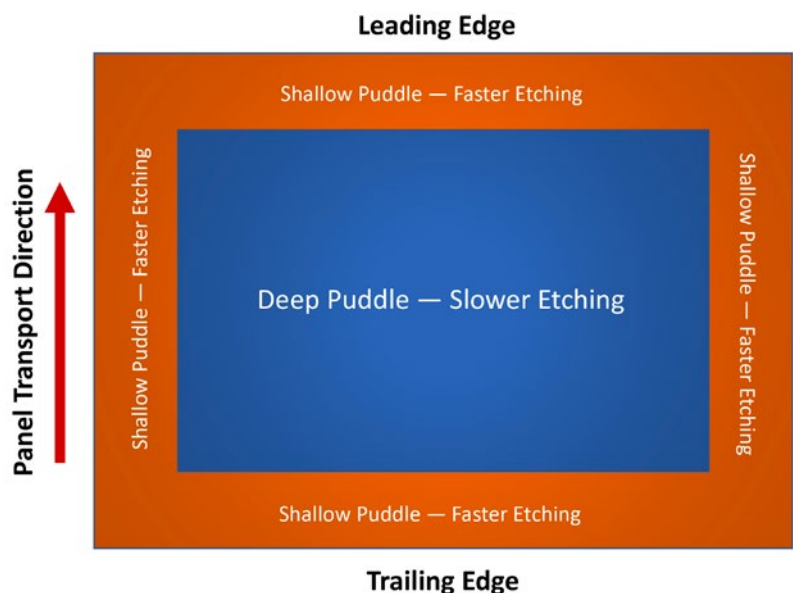 Leading Edge
Shallow Puddle — Faster Etching
Panel Transport Direction
Shallow Puddle — Faster Etching
Deep Puddle — Slower Etching
Shallow Puddle — Faster Etching
Shallow Puddle — Faster Etching
Trailing Edge